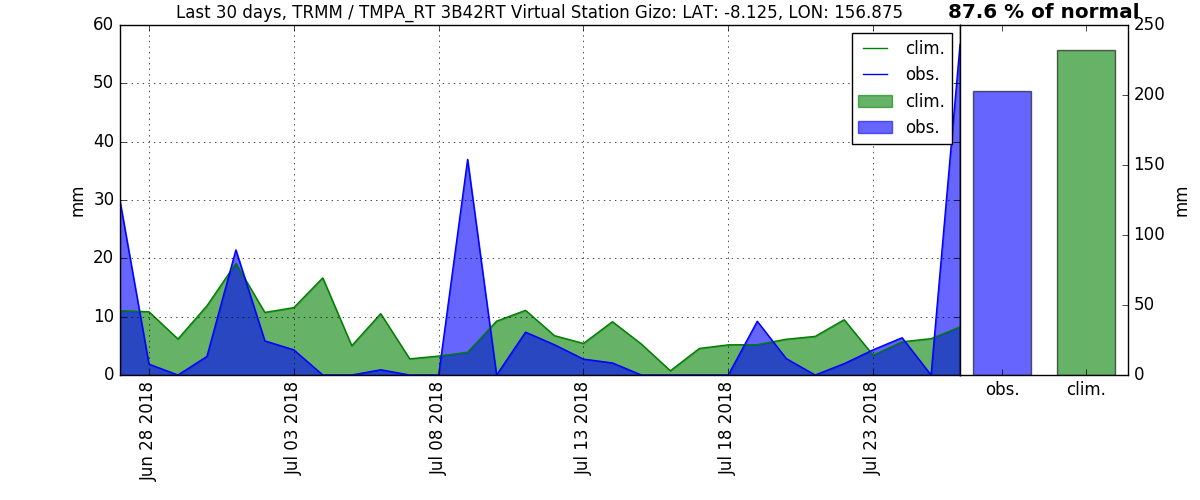 Last 30 days, TRMM / TMPA_RT 3B42RT Virtual Station Gizo: LAT: -8.125, LON: 156.875
87.6 % of normal
60
50
40
30
20
10
0
mm
clim.
obs.
clim.
obs.
Jun 28 2018
Jul 03 2018
Jul 08 2018
Jul 13 2018
Jul 18 2018
Jul 23 2018
250
200
150
100
50
0
mm
obs.
clim.